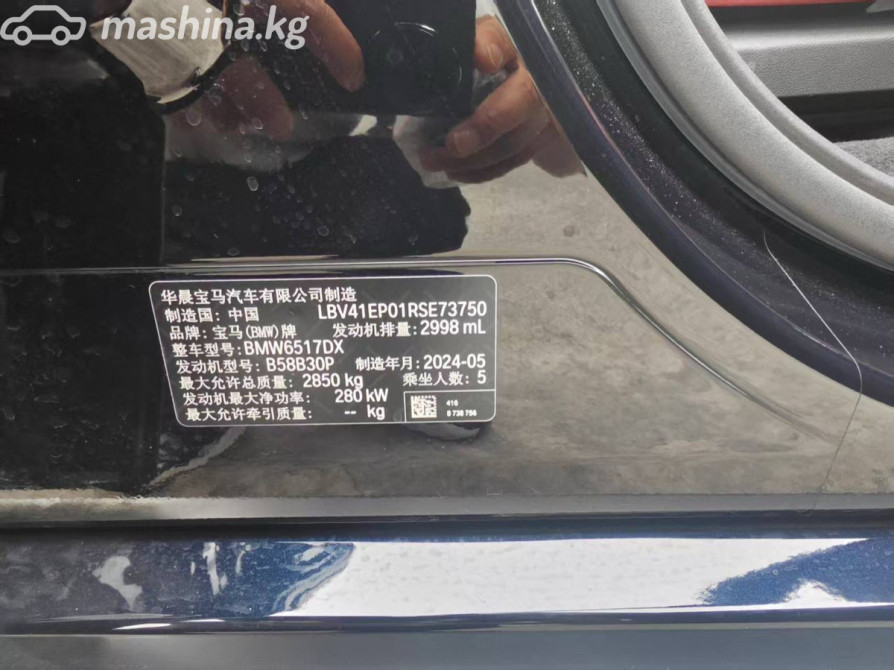 mashina.kg
华晨宝马汽车有限公司制造
制造国: 中国 LBV41EP01RSE73750
品牌: 宝马(BMW)牌 发动机排量: 2998 mL
整车型号: BMW6517DX
发动机型号: B58B30P 制造年月: 2024-05
最大允许总质量: 2850 kg 乘坐人数: 5
发动机最大净功率: 280 kW
最大允许牵引质量: -- kg
416
8 738 756